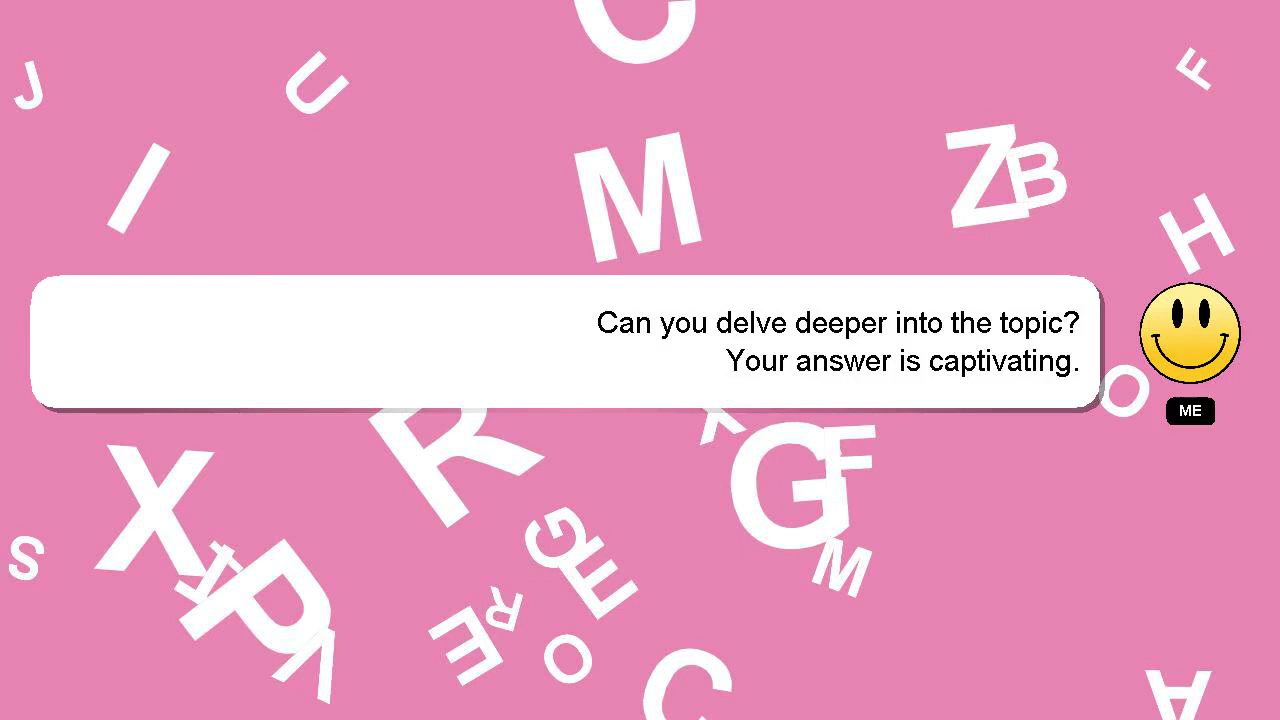 C
J
U
F
I
M
Z
B
H
Can you delve deeper into the topic?
Your answer is captivating.
O
ME
R
X
G
F
X
S
G
E
M
I
P
V
R
E
O
C
A